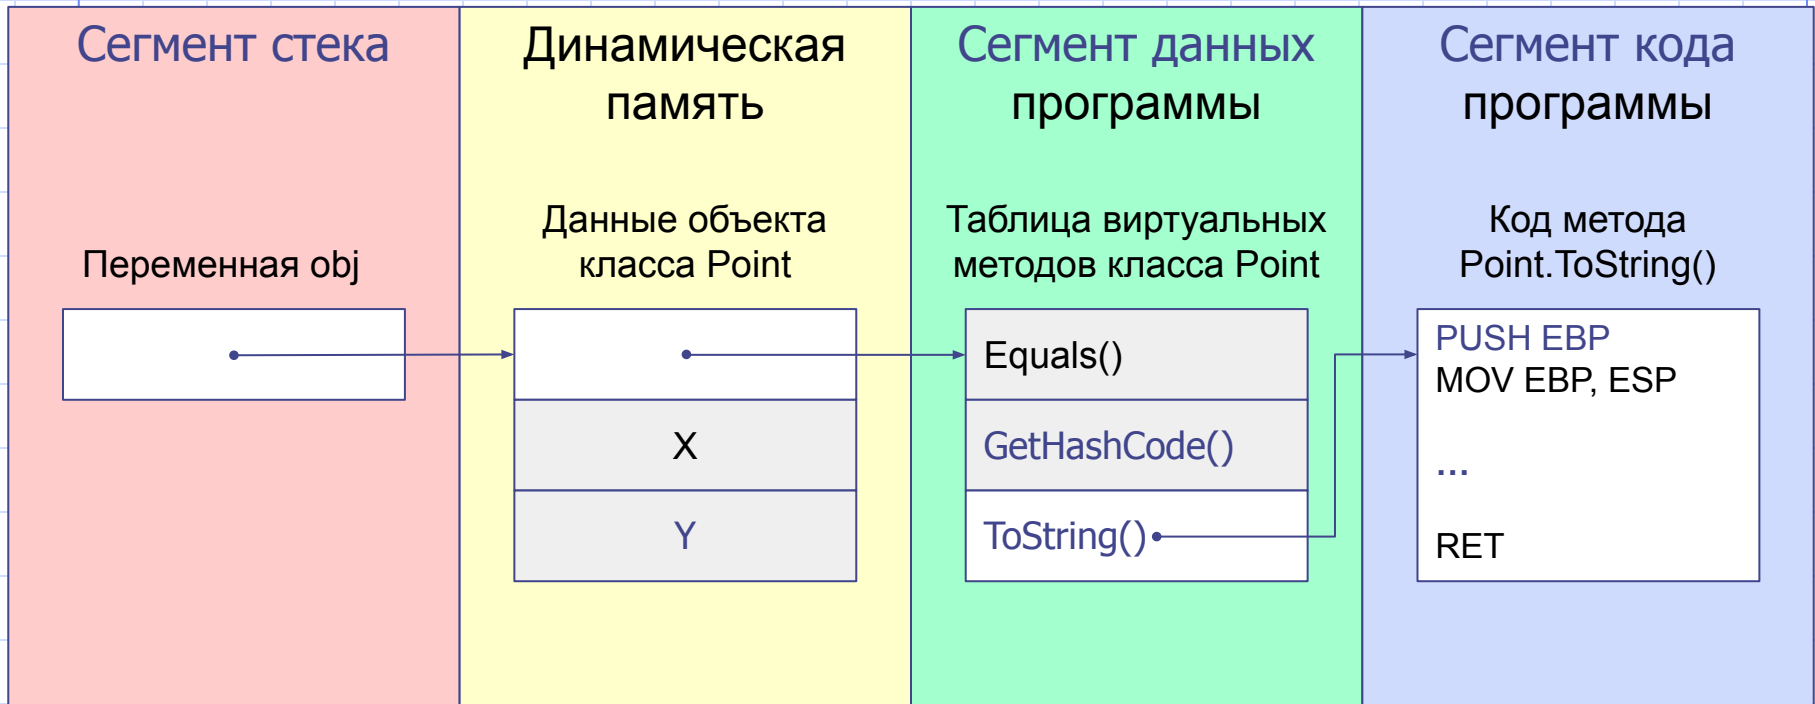 Сегмент стека
Динамическая
память
Сегмент данных
программы
Сегмент кода
программы
Переменная obj
Данные объекта
класса Point
X
Y
Таблица виртуальных
методов класса Point
Equals()
GetHashCode()
ToString()
Код метода
Point.ToString()
PUSH EBP
MOV EBP, ESP
...
RET